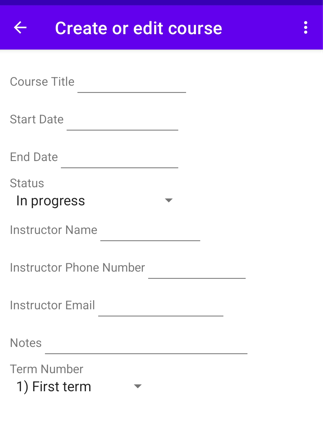 Create or edit course
Course Title
Start Date
End Date
Status
In progress
Instructor Name
Instructor Phone Number
Instructor Email
Notes
Term Number
1) First term